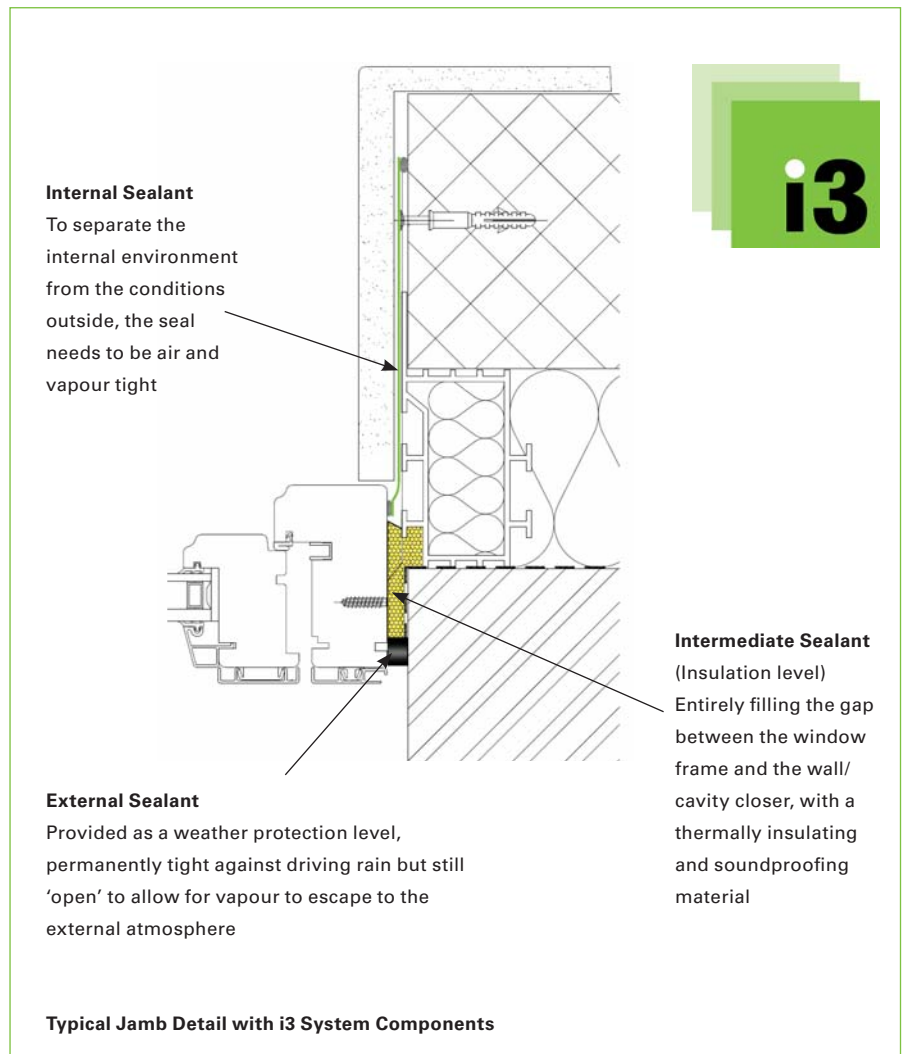 i3
Internal Sealant
To separate the
internal environment
from the conditions
outside, the seal
needs to be air and
vapour tight
Intermediate Sealant
(Insulation level)
Entirely filling the gap
between the window
frame and the wall/
cavity closer, with a
thermally insulating
and soundproofing
material
External Sealant
Provided as a weather protection level,
permanently tight against driving rain but still
‘open’ to allow for vapour to escape to the
external atmosphere
Typical Jamb Detail with i3 System Components